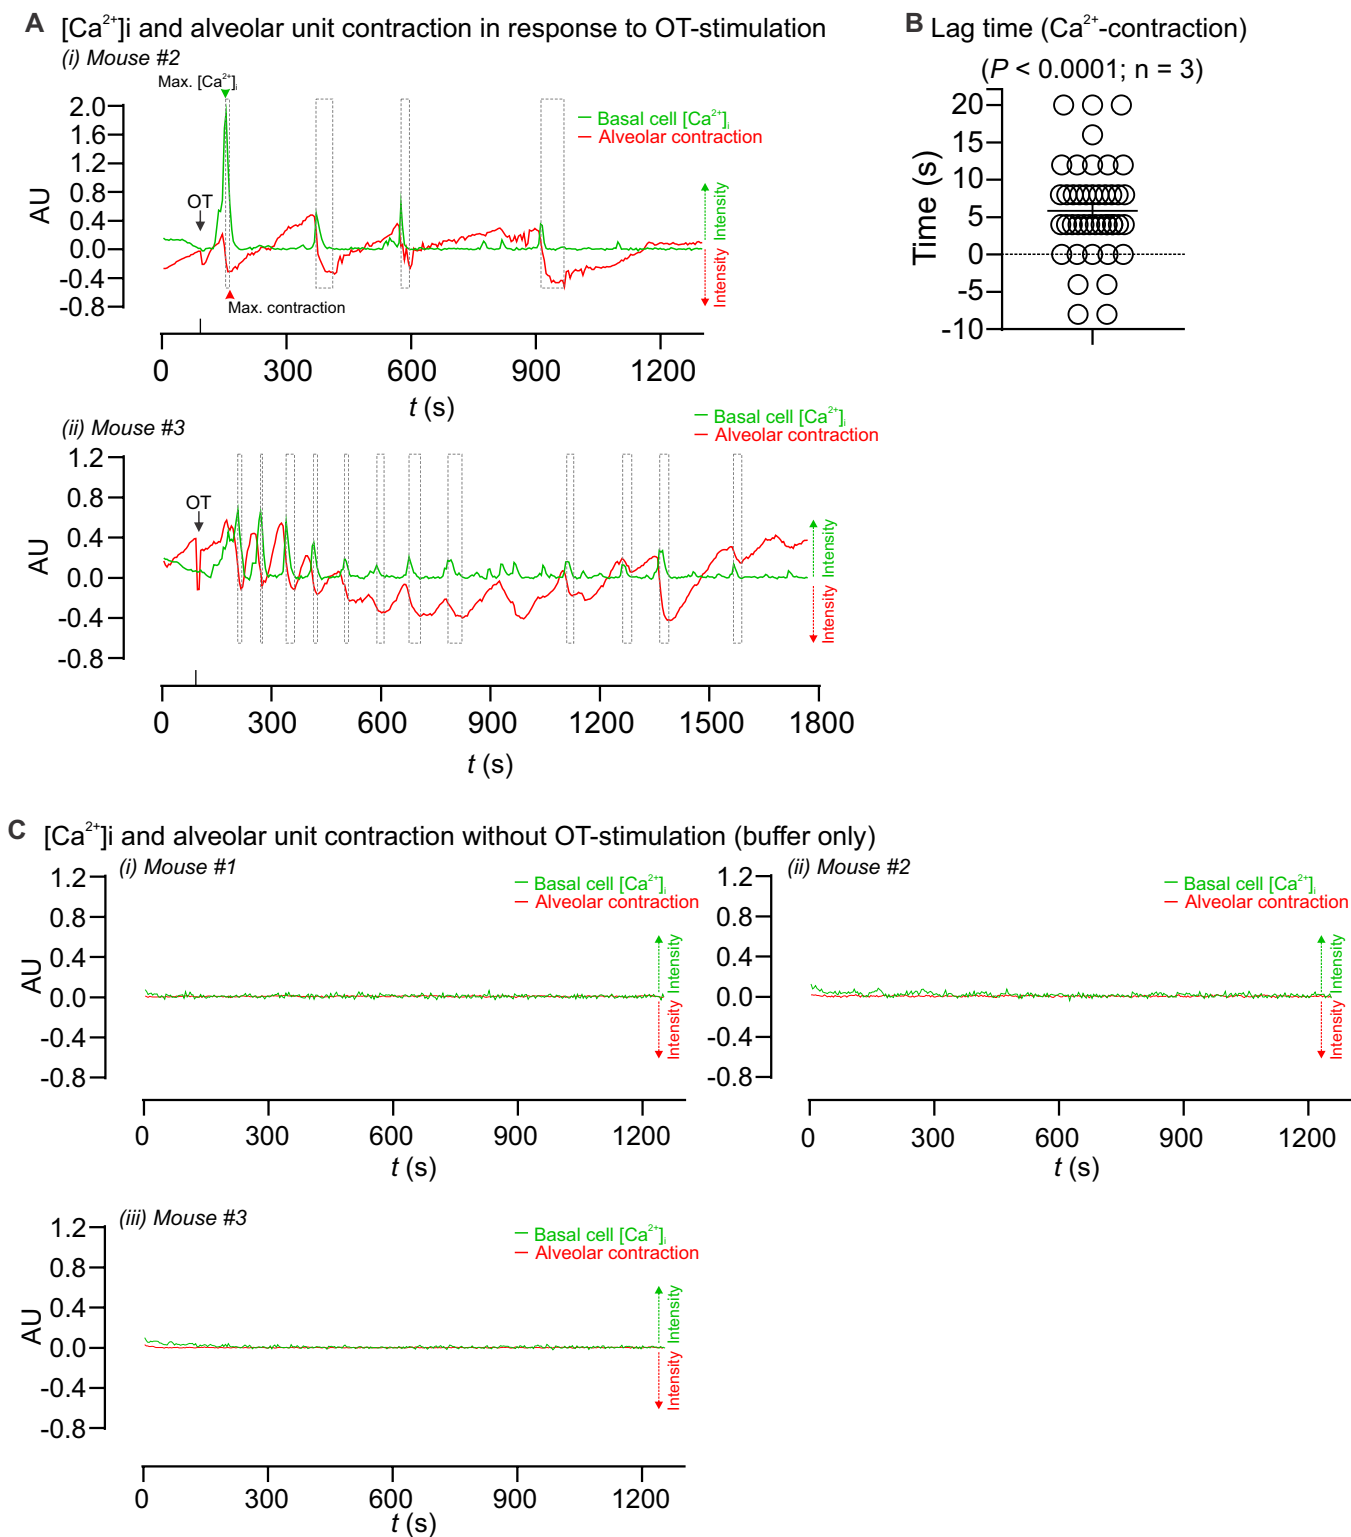 A [Ca²⁺]i and alveolar unit contraction in response to OT-stimulation
(i) Mouse #2
Max. [Ca²⁺]ᵢ
Basal cell [Ca²⁺]ᵢ
Alveolar contraction
2.0
1.6
1.2
0.8
0.4
0.0
-0.4
-0.8
AU
OT
Intensity
Intensity
Max. contraction
0 300 600 900 1200
t (s)
(ii) Mouse #3
Basal cell [Ca²⁺]ᵢ
Alveolar contraction
1.2
0.8
0.4
0.0
-0.4
-0.8
AU
OT
Intensity
Intensity
0 300 600 900 1200 1500 1800
t (s)
B Lag time (Ca²⁺-contraction)
(P < 0.0001; n = 3)
20
15
10
5
0
-5
-10
Time (s)
C [Ca²⁺]i and alveolar unit contraction without OT-stimulation (buffer only)
(i) Mouse #1
Basal cell [Ca²⁺]ᵢ
Alveolar contraction
1.2
0.8
0.4
0.0
-0.4
-0.8
AU
Intensity
Intensity
0 300 600 900 1200
t (s)
(ii) Mouse #2
Basal cell [Ca²⁺]ᵢ
Alveolar contraction
1.2
0.8
0.4
0.0
-0.4
-0.8
AU
Intensity
Intensity
0 300 600 900 1200
t (s)
(iii) Mouse #3
Basal cell [Ca²⁺]ᵢ
Alveolar contraction
1.2
0.8
0.4
0.0
-0.4
-0.8
AU
Intensity
Intensity
0 300 600 900 1200
t (s)